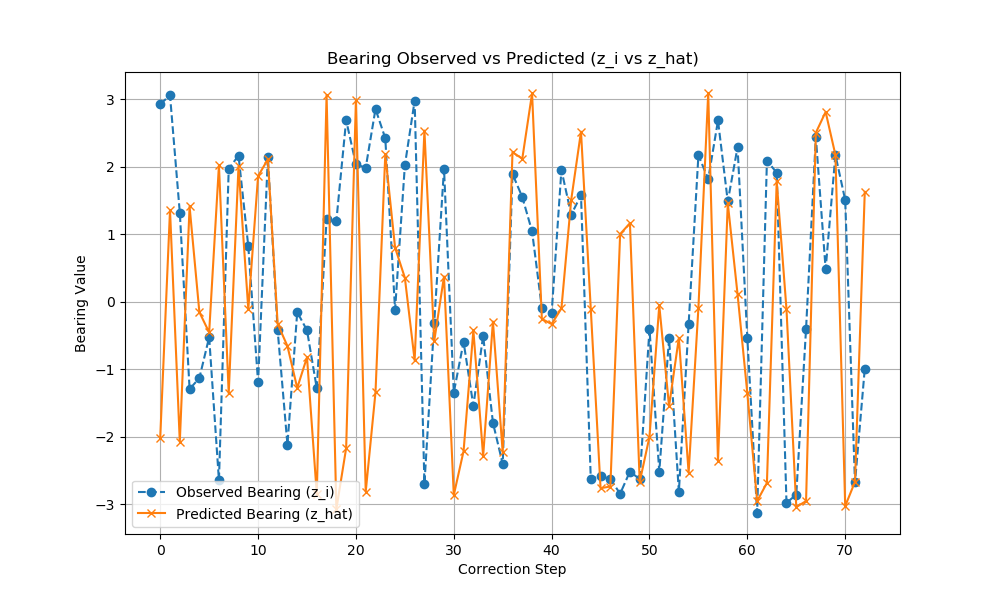 Bearing Observed vs Predicted (z_i vs z_hat)
Bearing Value
3
2
1
0
−1
−2
−3
Observed Bearing (z_i)
Predicted Bearing (z_hat)
0 10 20 30 40 50 60 70
Correction Step